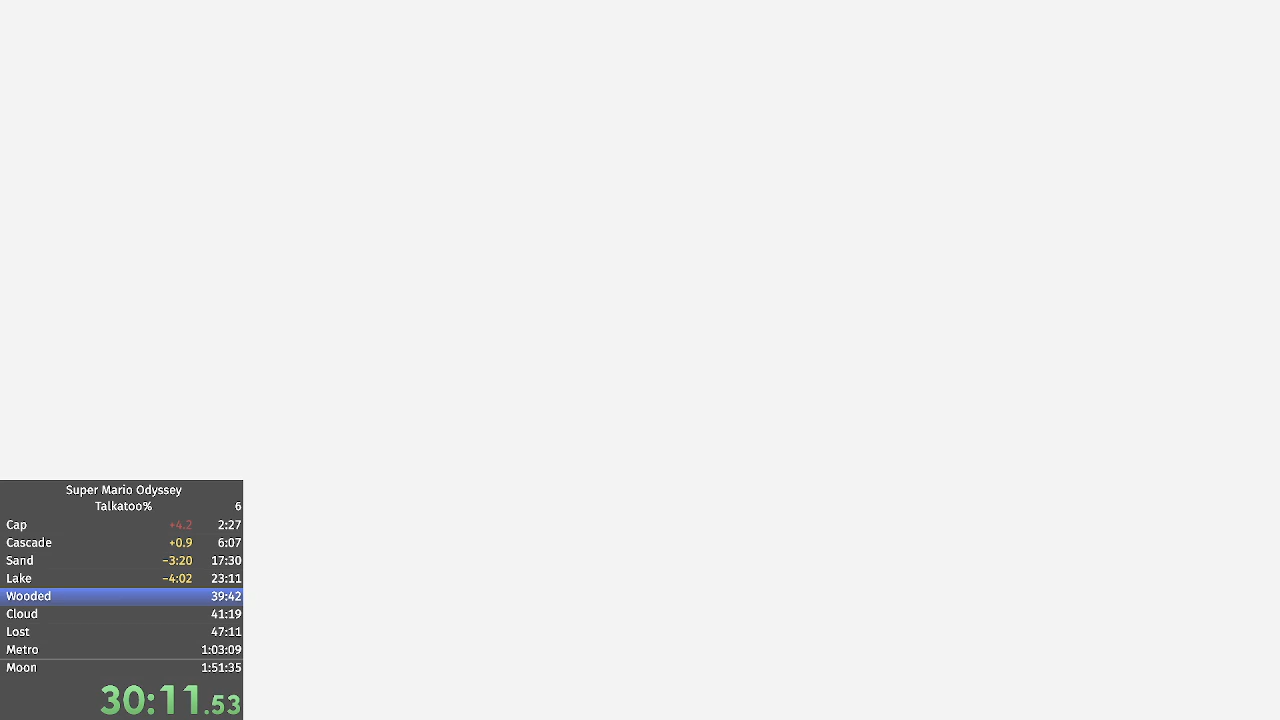 Super Mario Odyssey
Talkatoo% 6
Cap +4.2 2:27
Cascade +0.9 6:07
Sand −3:20 17:30
Lake −4:02 23:11
Wooded 39:42
Cloud 41:19
Lost 47:11
Metro 1:03:09
Moon 1:51:35
30:11.53